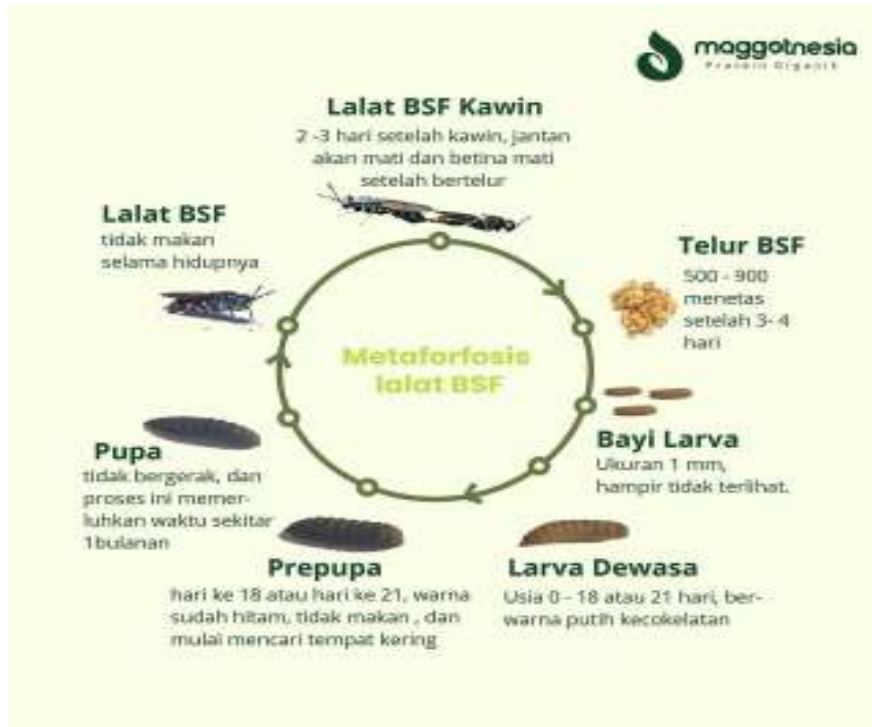 maggotnesia
Protein Organik
Lalat BSF Kawin
2 -3 hari setelah kawin, jantan
akan mati dan betina mati
setelah bertelur
Lalat BSF
tidak makan
selama hidupnya
Telur BSF
500 - 900
menetas
setelah 3- 4
hari
Metaforfosis
lalat BSF
Bayi Larva
Ukuran 1 mm,
hampir tidak terlihat.
Pupa
tidak bergerak, dan
proses ini memer-
luhkan waktu sekitar
1bulanan
Prepupa
hari ke 18 atau hari ke 21, warna
sudah hitam, tidak makan , dan
mulai mencari tempat kering
Larva Dewasa
Usia 0 - 18 atau 21 hari, ber-
warna putih kecokelatan